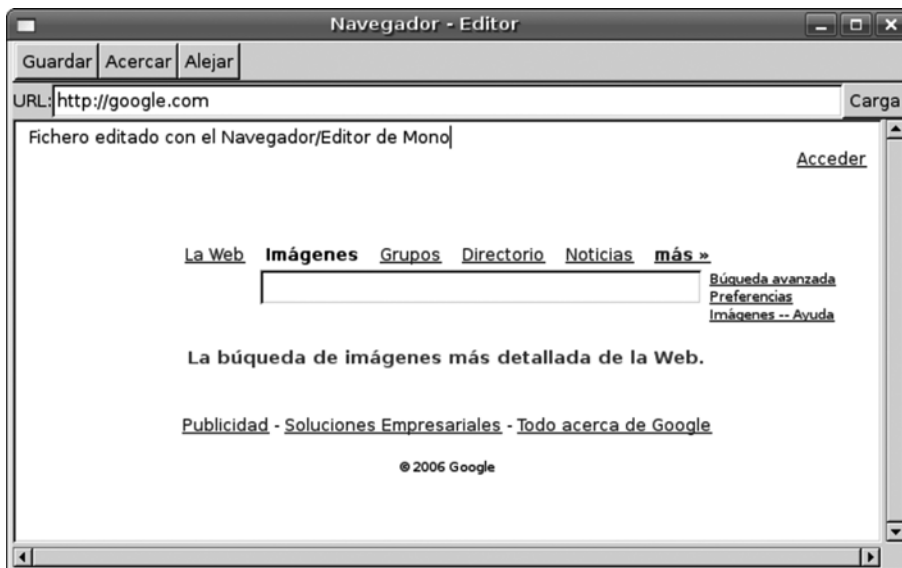 Navegador - Editor
Guardar Acercar Alejar
URL: http://google.com Carga
Fichero editado con el Navegador/Editor de Mono
Acceder
La Web Imágenes Grupos Directorio Noticias más »
Búqueda avanzada
Preferencias
Imágenes -- Ayuda
La búqueda de imágenes más detallada de la Web.
Publicidad - Soluciones Empresariales - Todo acerca de Google
© 2006 Google